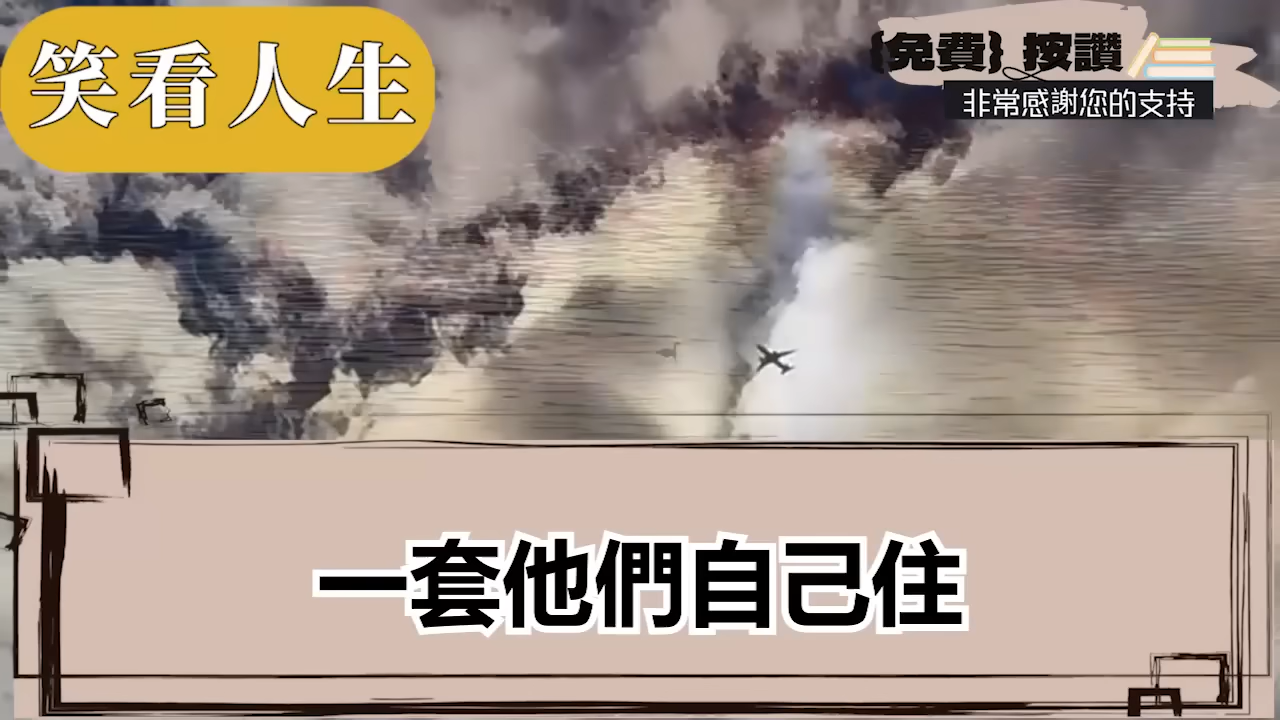 笑看人生
{免費} 按讚
非常感謝您的支持
一套他們自己住